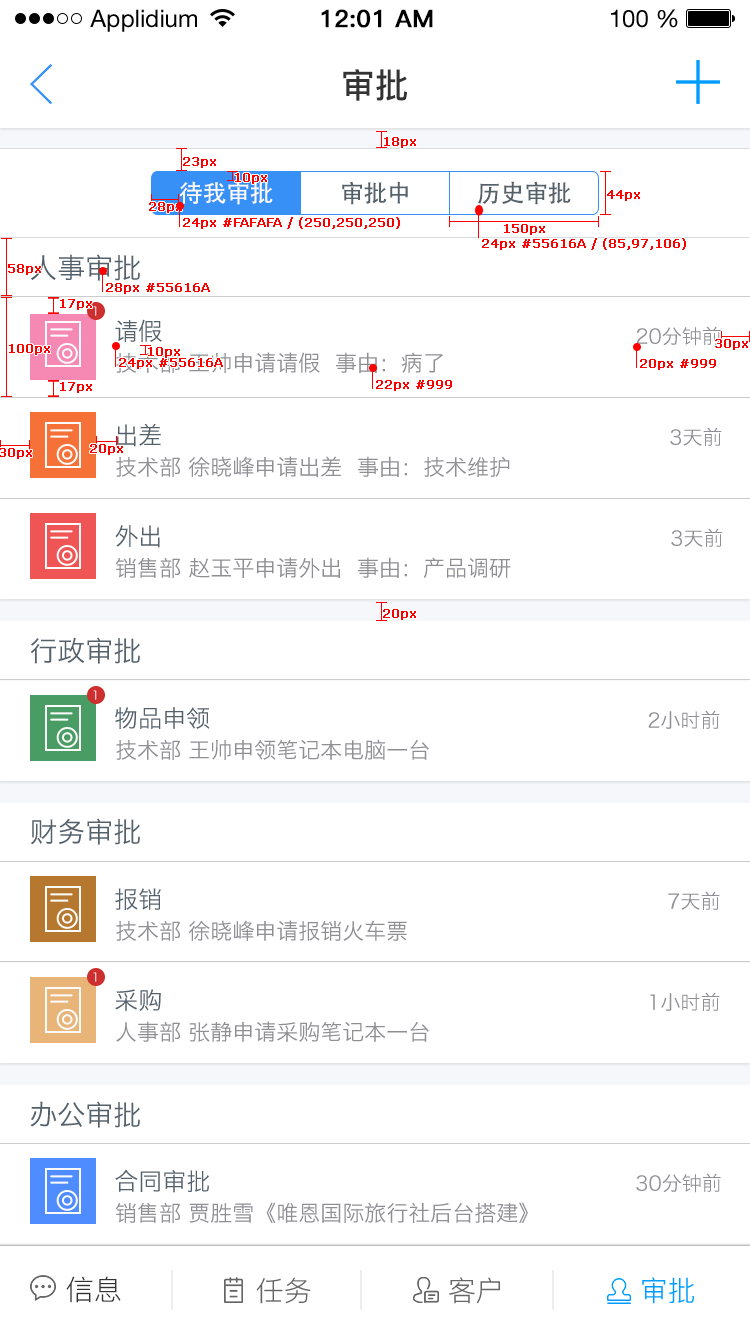 Applidium 12:01 AM 100 %
审批
18px
23px
10px
待我审批 审批中 历史审批
28px
44px
24px #FAFAFA / (250,250,250)
150px
24px #55616A / (85,97,106)
58px
人事审批
28px #55616A
17px
1
请假 20分钟前
100px
10px
30px
技术部 王帅申请请假 事由：病了
24px #55616A
20px #999
17px
22px #999
出差 3天前
30px
20px
技术部 徐晓峰申请出差 事由：技术维护
外出 3天前
销售部 赵玉平申请外出 事由：产品调研
20px
行政审批
1
物品申领 2小时前
技术部 王帅申领笔记本电脑一台
财务审批
报销 7天前
技术部 徐晓峰申请报销火车票
1
采购 1小时前
人事部 张静申请采购笔记本一台
办公审批
合同审批 30分钟前
销售部 贾胜雪《唯恩国际旅行社后台搭建》
信息 任务 客户 审批